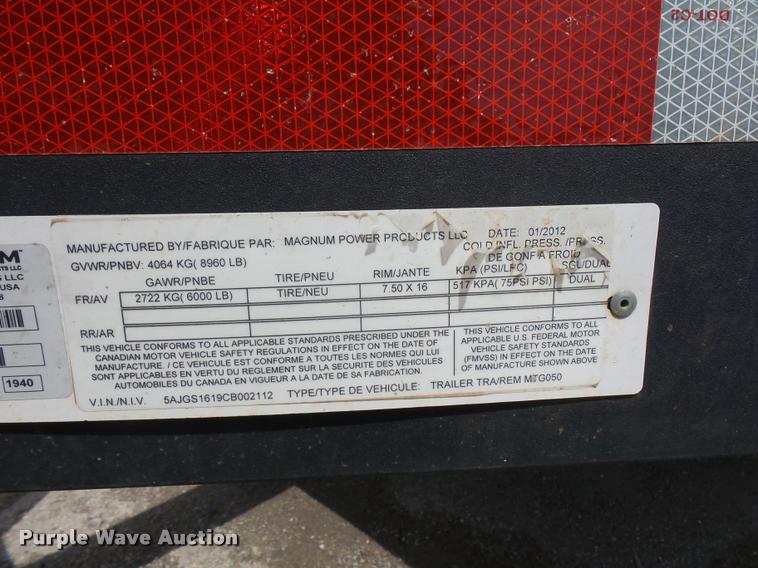 DOT-C2
MANUFACTURED BY/FABRIQUE PAR: MAGNUM POWER PRODUCTS LLC DATE: 01/2012
GVWR/PNBV: 4064 KG( 8960 LB) COLD INFL. PRESS. /PRESS.
DE GONF A FROID
GAWR/PNBE TIRE/PNEU RIM/JANTE KPA (PSI/LPC) SGL/DUAL
FR/AV 2722 KG( 6000 LB) TIRE/NEU 7.50 X 16 517 KPA( 75PSI PSI) DUAL
RR/AR
THIS VEHICLE CONFORMS TO ALL APPLICABLE STANDARDS PRESCRIBED UNDER THE
CANADIAN MOTOR VEHICLE SAFETY REGULATIONS IN EFFECT ON THE DATE OF
MANUFACTURE. / CE VEHICULE EST CONFORME A TOUTES LES NORMES QUI LUI
SONT APPLICABLES EN VERTU DU REGLEMENT SUR LA SECURITE DES VEHICULES
AUTOMOBILES DU CANADA EN VIGUEUR A LA DATE DE SA FABRICATION.
THIS VEHICLE CONFORMS TO ALL
APPLICABLE U.S. FEDERAL MOTOR
VEHICLE SAFETY STANDARDS
(FMVSS) IN EFFECT ON THE DATE
OF MANUFACTURE SHOWN ABOVE
V.I.N./N.I.V. 5AJGS1619CB002112 TYPE/TYPE DE VEHICULE: TRAILER TRA/REM MTG050
M
TS LLC
USA
8
1940
Purple Wave Auction